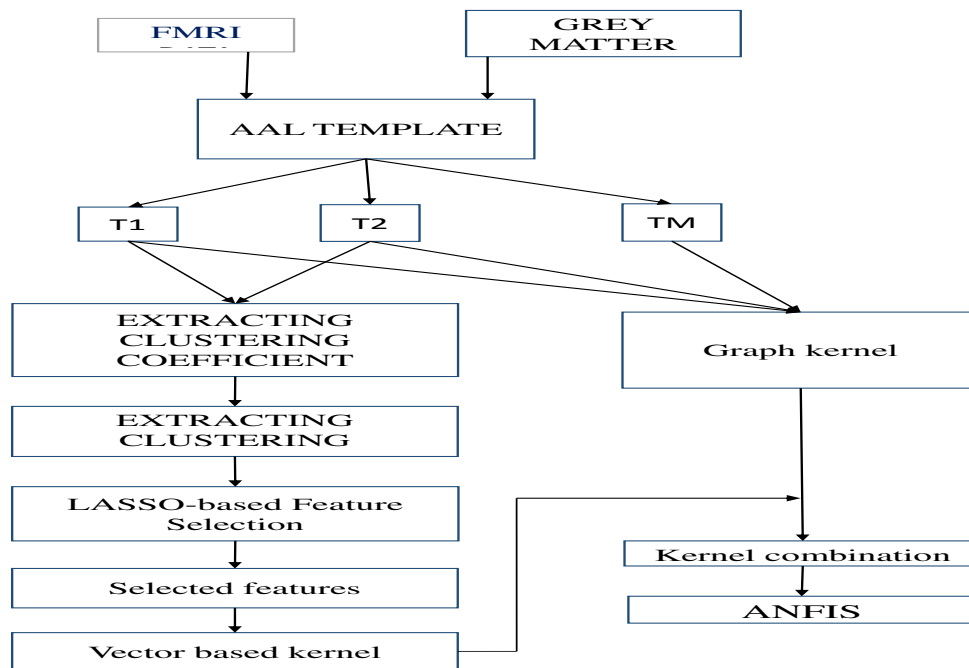 FMRI
GREY
MATTER
AAL TEMPLATE
T1
T2
TM
EXTRACTING
CLUSTERING
COEFFICIENT
Graph kernel
EXTRACTING
CLUSTERING
LASSO-based Feature
Selection
Kernel combination
Selected features
ANFIS
Vector based kernel